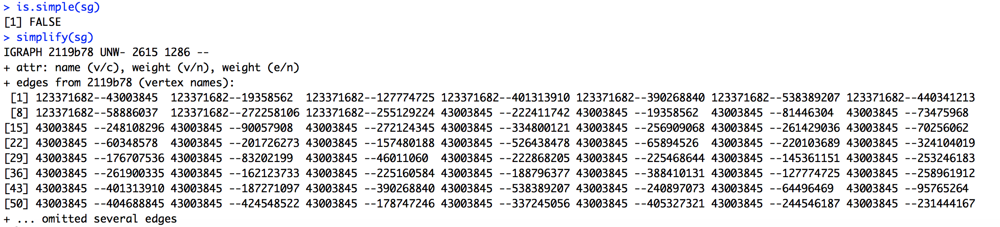 > is.simple(sg)
[1] FALSE
> simplify(sg)
IGRAPH 2119b78 UNW- 2615 1286 --
+ attr: name (v/c), weight (v/n), weight (e/n)
+ edges from 2119b78 (vertex names):
 [1] 123371682--43003845  123371682--19358562  123371682--127774725 123371682--401313910 123371682--390268840 123371682--538389207 123371682--440341213
 [8] 123371682--58886037  123371682--272258106 123371682--255129224 43003845 --222411742 43003845 --19358562  43003845 --81446304  43003845 --73475968
[15] 43003845 --248108296 43003845 --90057908  43003845 --272124345 43003845 --334800121 43003845 --256909068 43003845 --261429036 43003845 --70256062
[22] 43003845 --60348578  43003845 --201726273 43003845 --157480188 43003845 --526438478 43003845 --65894526  43003845 --220103689 43003845 --324104019
[29] 43003845 --176707536 43003845 --83202199  43003845 --46011060  43003845 --222868205 43003845 --225468644 43003845 --145361151 43003845 --253246183
[36] 43003845 --261900335 43003845 --162123733 43003845 --225160584 43003845 --188796377 43003845 --388410131 43003845 --127774725 43003845 --258961912
[43] 43003845 --401313910 43003845 --187271097 43003845 --390268840 43003845 --538389207 43003845 --240897073 43003845 --64496469  43003845 --95765264
[50] 43003845 --404688845 43003845 --424548522 43003845 --178747246 43003845 --337245056 43003845 --405327321 43003845 --244546187 43003845 --231444167
+ ... omitted several edges